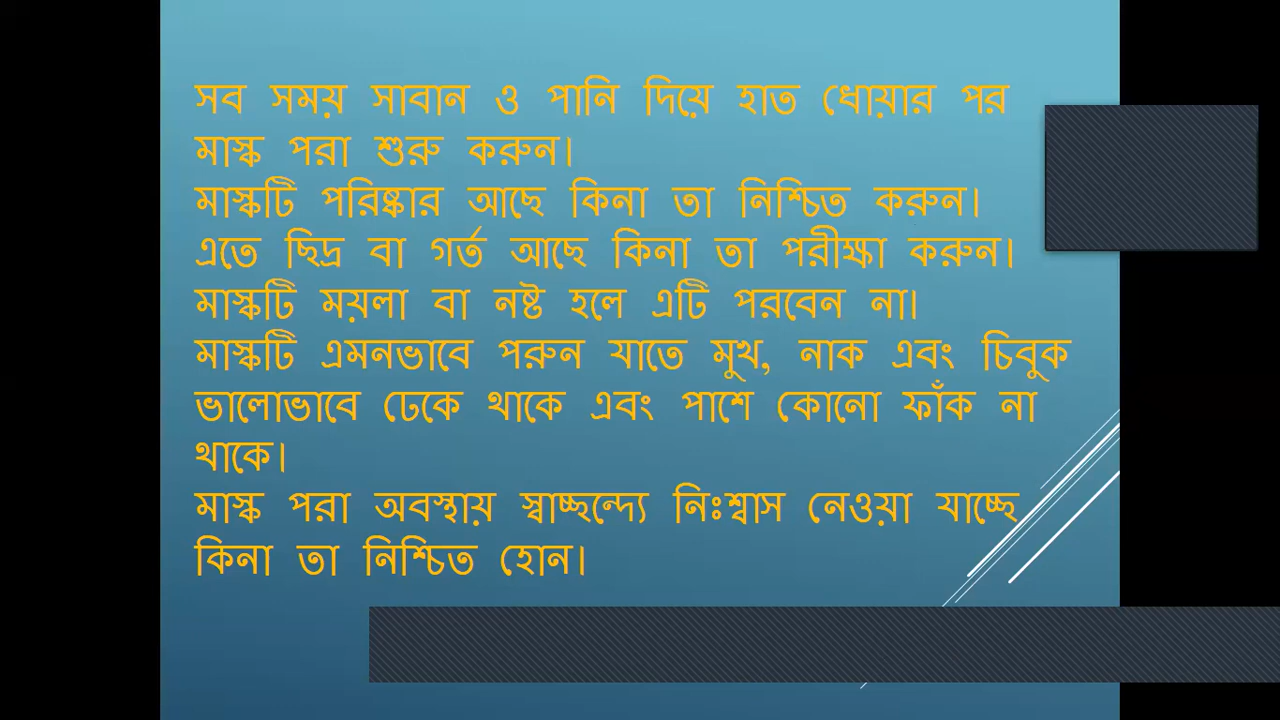 সব সময় সাবান ও পানি দিয়ে হাত ধোয়ার পর
মাস্ক পরা শুরু করুন।
মাস্কটি পরিষ্কার আছে কিনা তা নিশ্চিত করুন।
এতে ছিদ্র বা গর্ত আছে কিনা তা পরীক্ষা করুন।
মাস্কটি ময়লা বা নষ্ট হলে এটি পরবেন না।
মাস্কটি এমনভাবে পরুন যাতে মুখ, নাক এবং চিবুক
ভালোভাবে ঢেকে থাকে এবং পাশে কোনো ফাঁক না
থাকে।
মাস্ক পরা অবস্থায় স্বাচ্ছন্দ্যে নিঃশ্বাস নেওয়া যাচ্ছে
কিনা তা নিশ্চিত হোন।